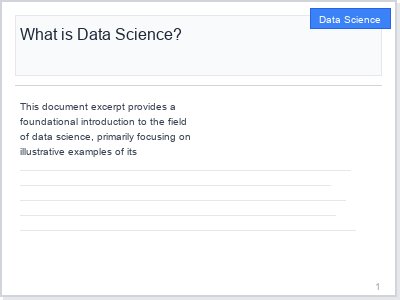 Data Science
What is Data Science?
This document excerpt provides a
foundational introduction to the field
of data science, primarily focusing on
illustrative examples of its
1